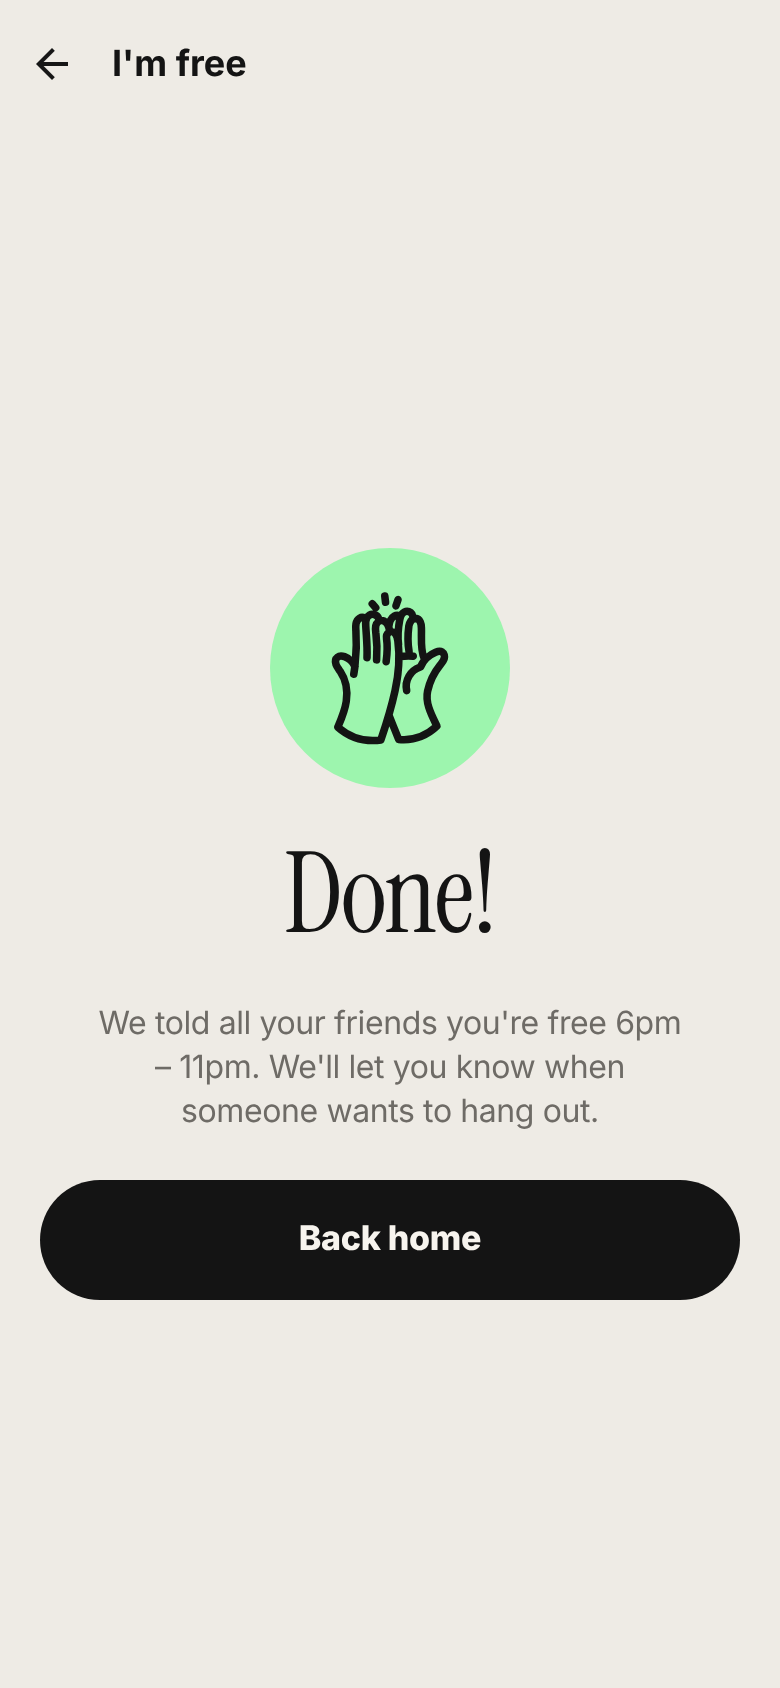 I'm free
Done!
We told all your friends you're free 6pm
– 11pm. We'll let you know when
someone wants to hang out.
Back home